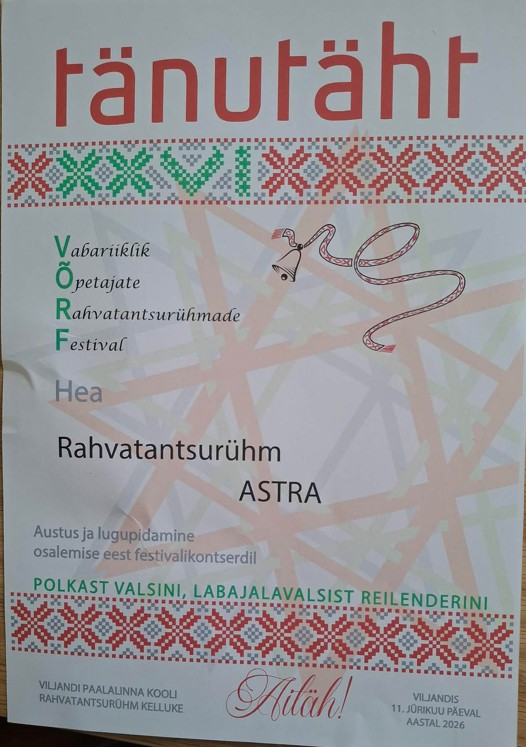 tänutäht
XXVI
Vabariiklik
Õpetajate
Rahvatantsurühmade
Festival
Hea
Rahvatantsurühm
ASTRA
Austus ja lugupidamine
osalemise eest festivalikontserdil
POLKAST VALSINI, LABAJALAVALSIST REILENDERINI
VILJANDI PAALALINNA KOOLI
RAHVATANTSURÜHM KELLUKE
Aitäh!
VILJANDIS
11. JÜRIKUU PÄEVAL
AASTAL 2026